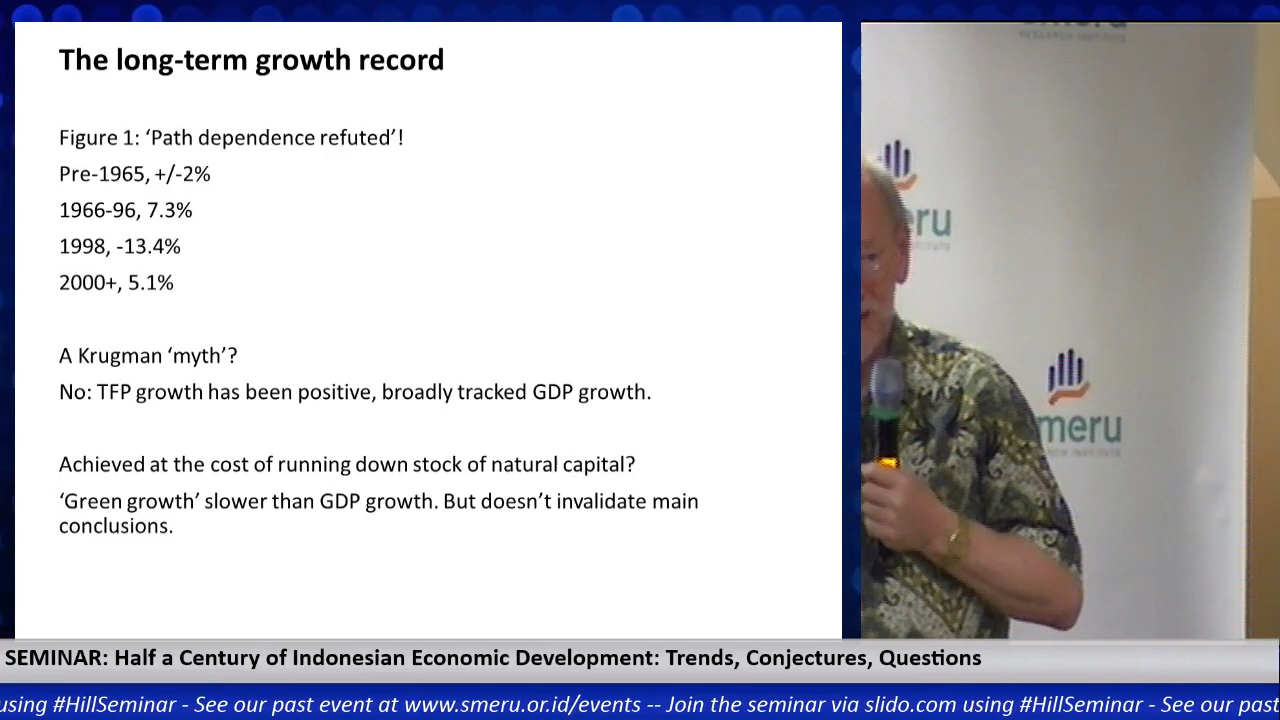 The long-term growth record
Figure 1: ‘Path dependence refuted’!
Pre-1965, +/-2%
1966-96, 7.3%
1998, -13.4%
2000+, 5.1%
A Krugman ‘myth’?
No: TFP growth has been positive, broadly tracked GDP growth.
Achieved at the cost of running down stock of natural capital?
‘Green growth’ slower than GDP growth. But doesn’t invalidate main
conclusions.
RESEARCH INSTITUTE
eru
meru
SEMINAR: Half a Century of Indonesian Economic Development: Trends, Conjectures, Questions
using #HillSeminar - See our past event at www.smeru.or.id/events -- Join the seminar via slido.com using #HillSeminar - See our past